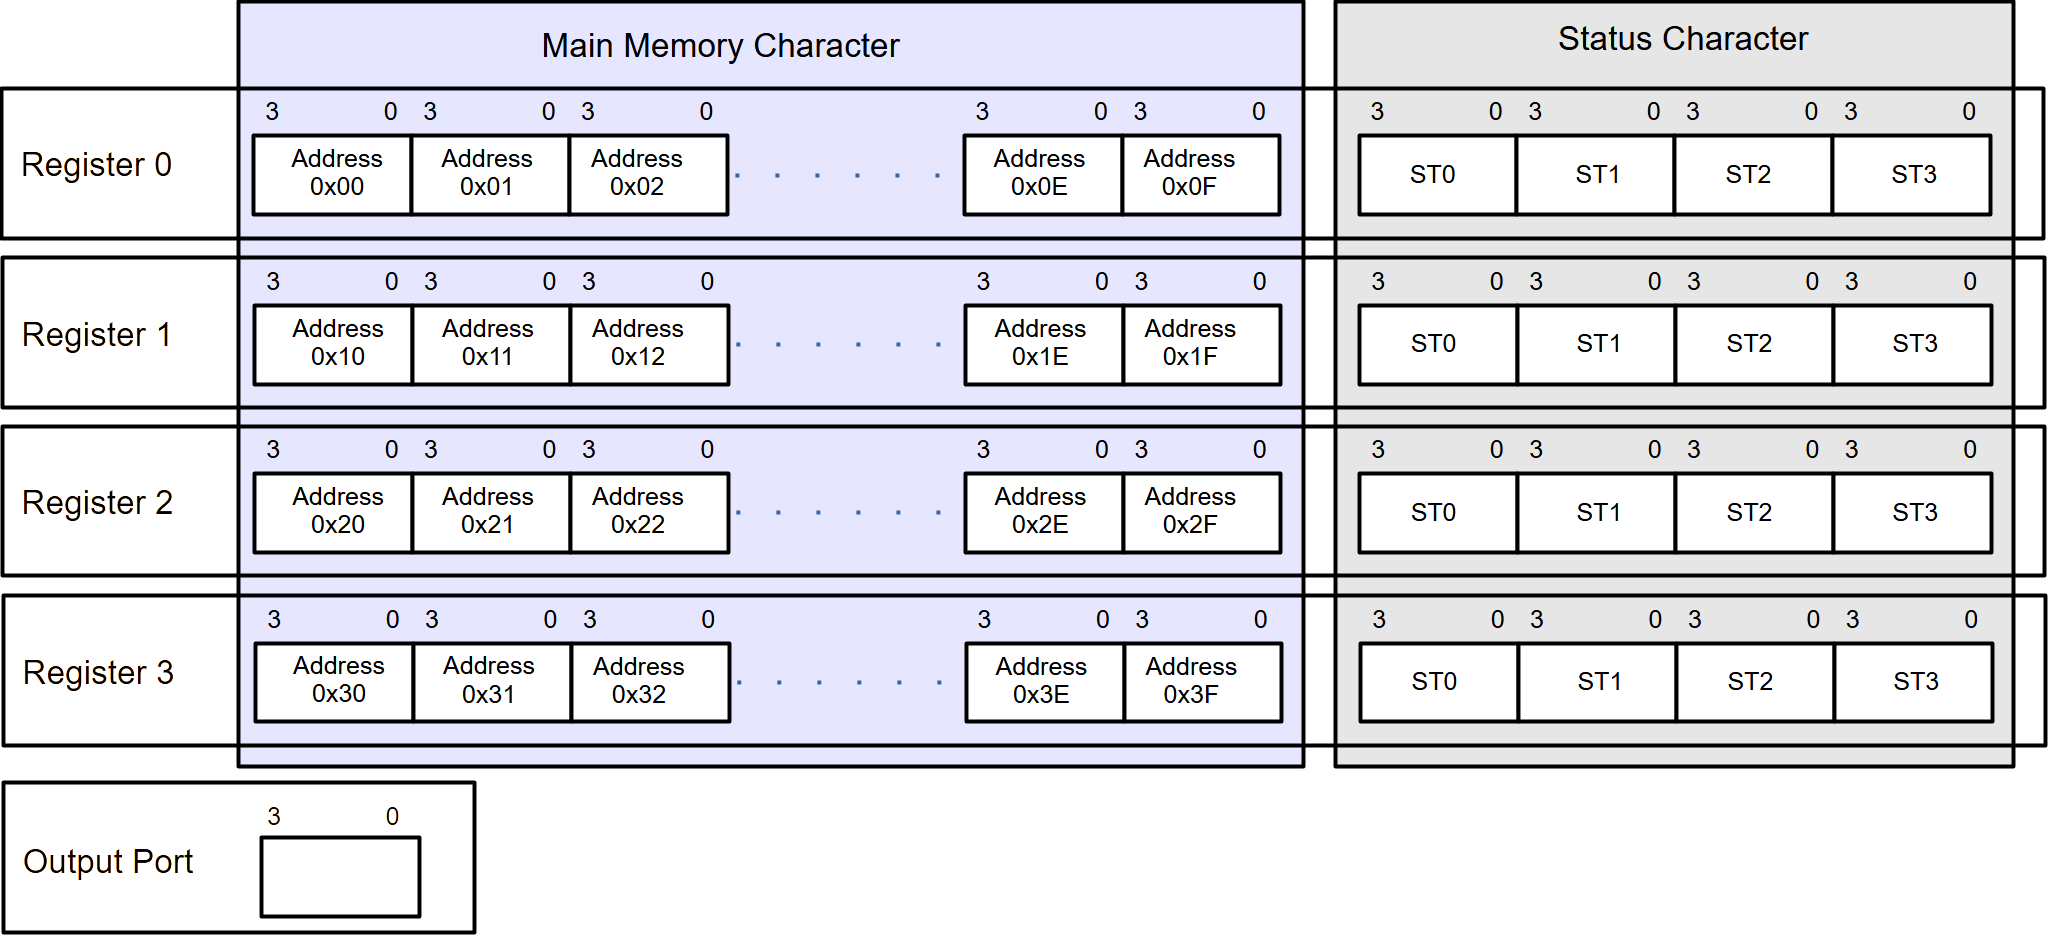 Main Memory Character
Status Character
Register 0
3 0 3 0 3 0 3 0 3 0 3 0 3 0 3 0 3 0
Address 0x00
Address 0x01
Address 0x02
. . . . . .
Address 0x0E
Address 0x0F
ST0
ST1
ST2
ST3
Register 1
3 0 3 0 3 0 3 0 3 0 3 0 3 0 3 0 3 0
Address 0x10
Address 0x11
Address 0x12
. . . . . .
Address 0x1E
Address 0x1F
ST0
ST1
ST2
ST3
Register 2
3 0 3 0 3 0 3 0 3 0 3 0 3 0 3 0 3 0
Address 0x20
Address 0x21
Address 0x22
. . . . . .
Address 0x2E
Address 0x2F
ST0
ST1
ST2
ST3
Register 3
3 0 3 0 3 0 3 0 3 0 3 0 3 0 3 0 3 0
Address 0x30
Address 0x31
Address 0x32
. . . . . .
Address 0x3E
Address 0x3F
ST0
ST1
ST2
ST3
Output Port
3 0